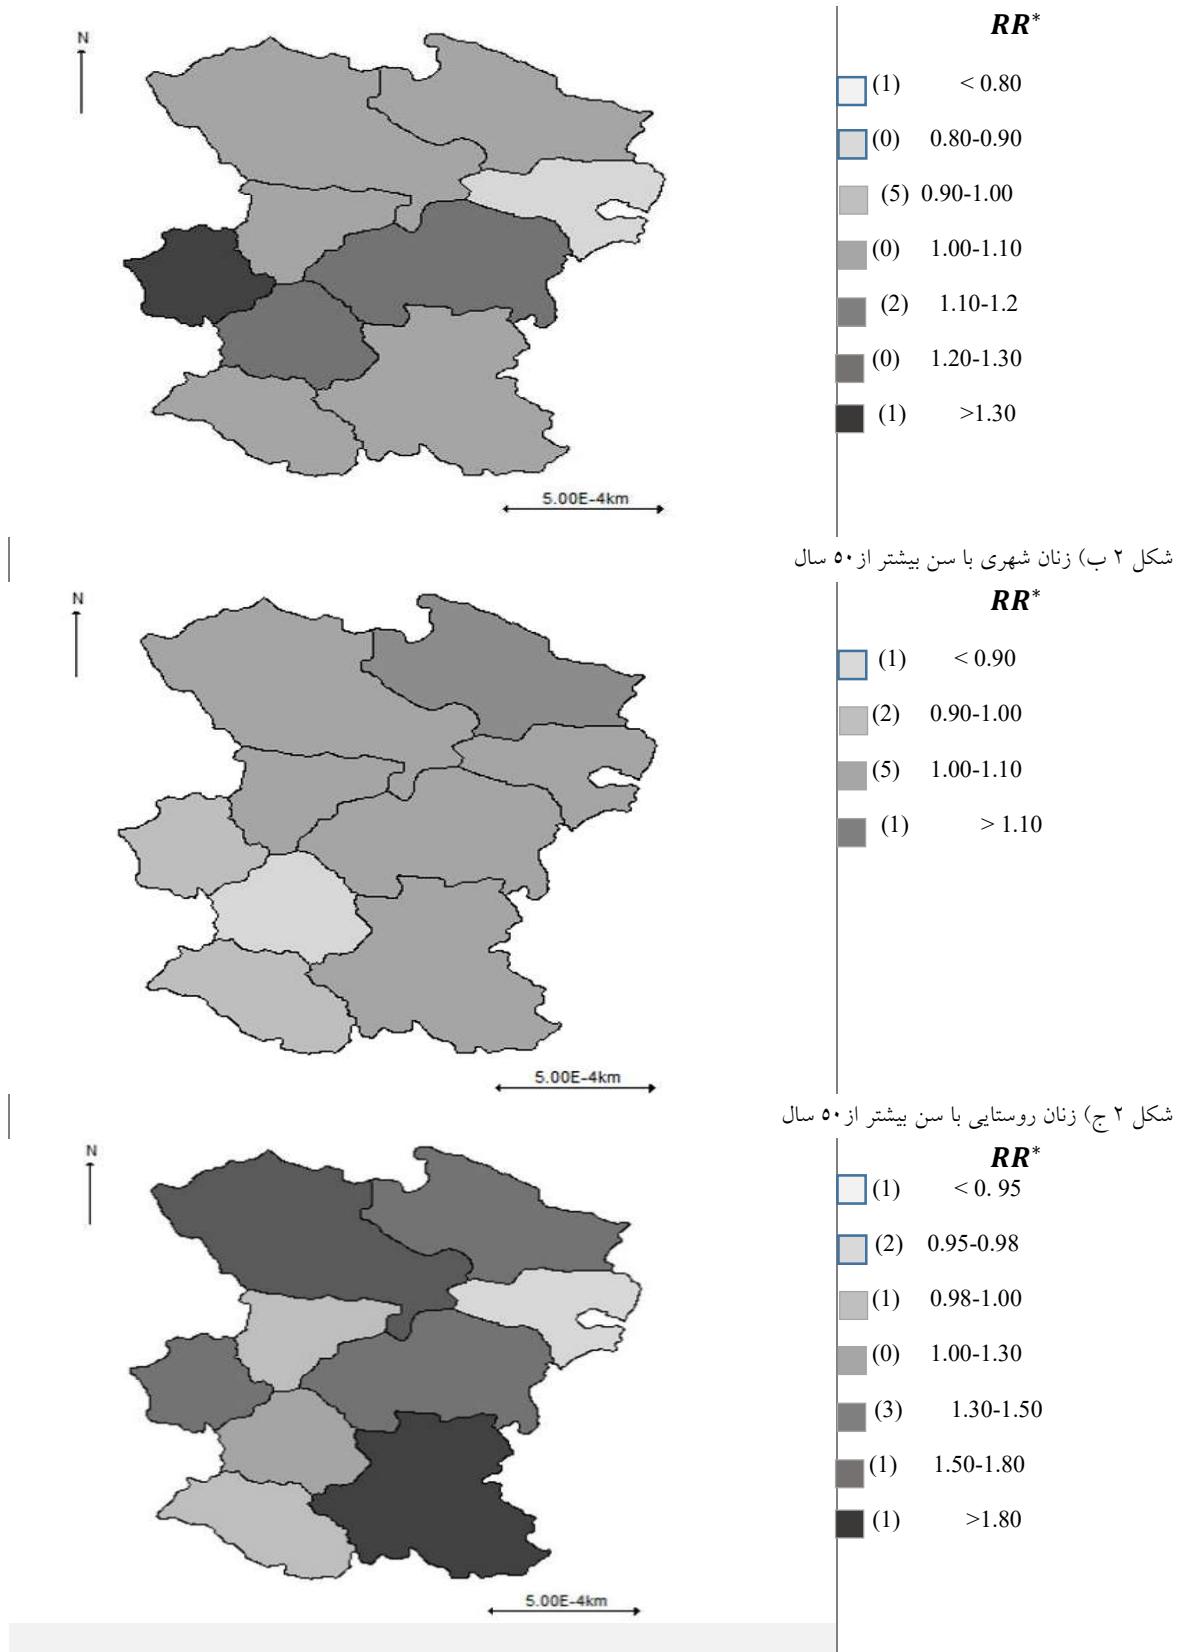 RR*
N
(1) < 0.80
(0) 0.80-0.90
(5) 0.90-1.00
(0) 1.00-1.10
(2) 1.10-1.2
(0) 1.20-1.30
(1) >1.30
5.00E-4km
شکل ۲ ب) زنان شهری با سن بیشتر از ۵۰ سال
RR*
N
(1) < 0.90
(2) 0.90-1.00
(5) 1.00-1.10
(1) > 1.10
5.00E-4km
شکل ۲ ج) زنان روستایی با سن بیشتر از ۵۰ سال
RR*
N
(1) < 0. 95
(2) 0.95-0.98
(1) 0.98-1.00
(0) 1.00-1.30
(3) 1.30-1.50
(1) 1.50-1.80
(1) >1.80
5.00E-4km